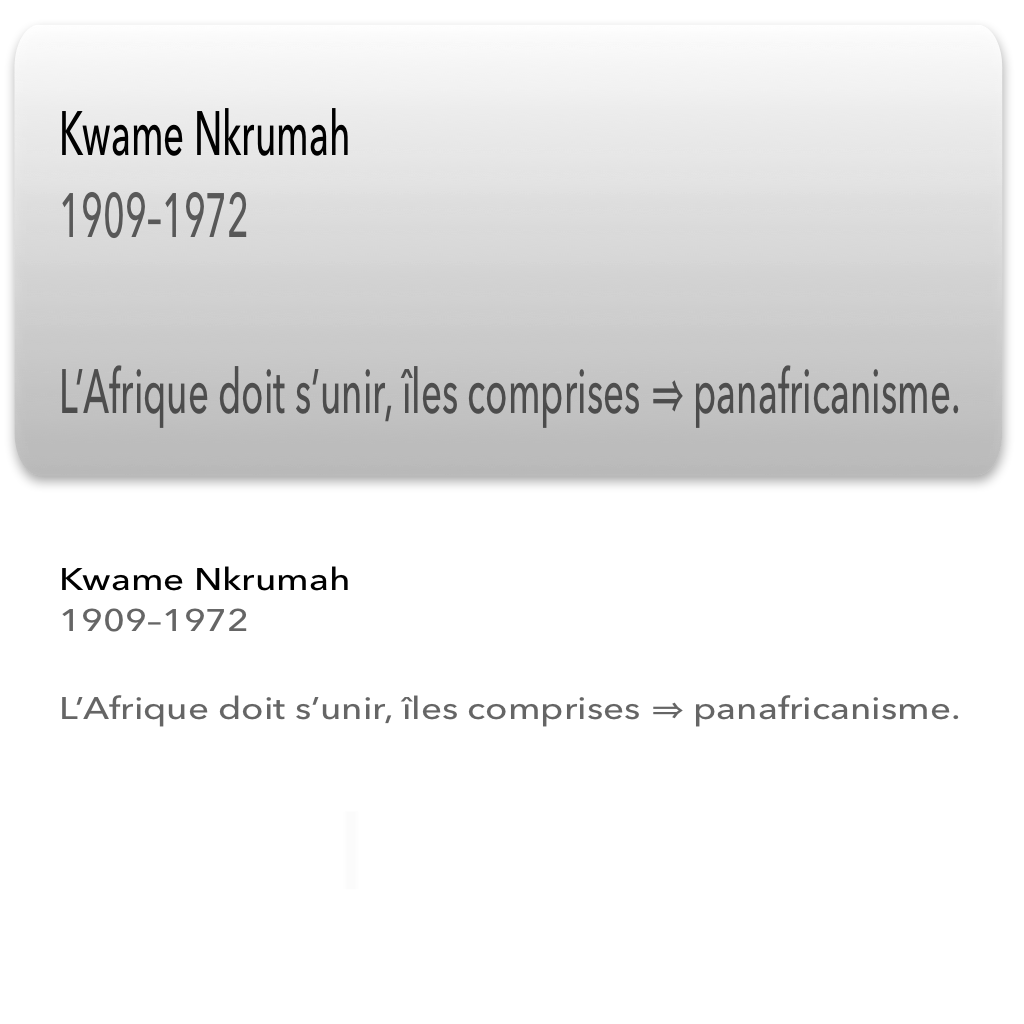 Kwame Nkrumah
1909–1972
L’Afrique doit s’unir, îles comprises ⇒ panafricanisme.
Kwame Nkrumah
1909–1972
L’Afrique doit s’unir, îles comprises ⇒ panafricanisme.